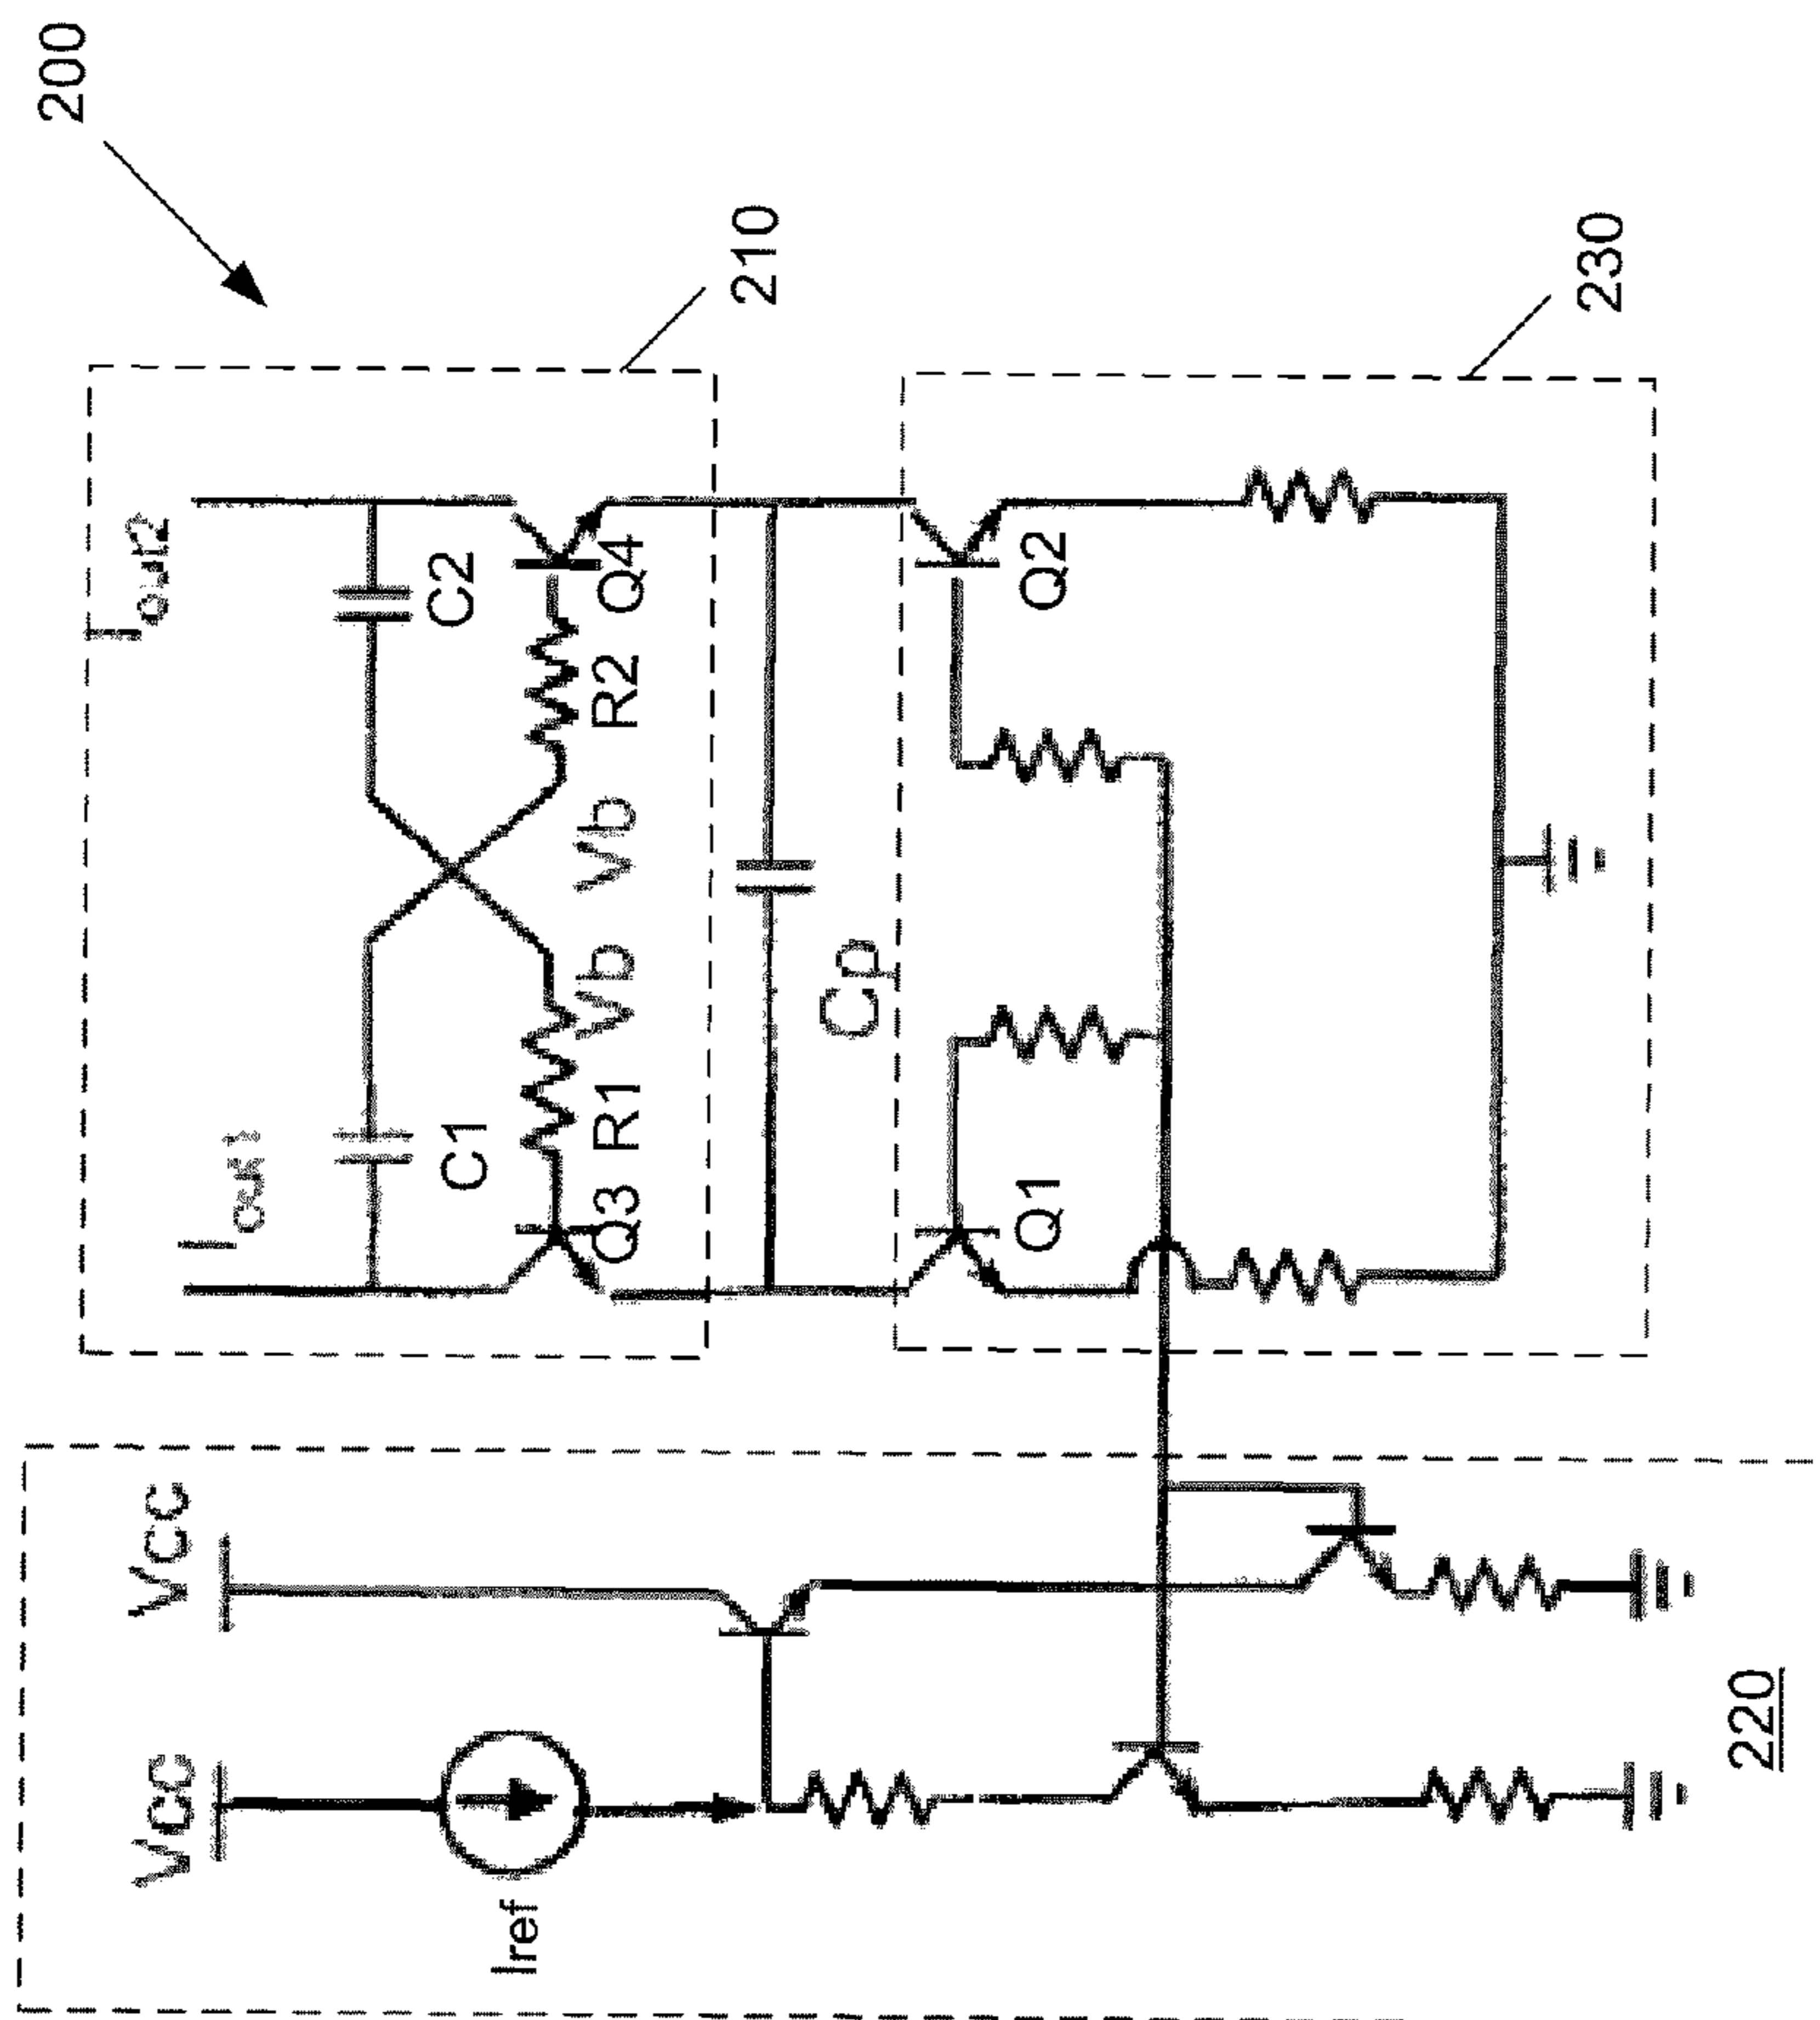 200
210
230
Iout2
C2
Q4
R2
Vb
Vb
Q2
Cp
Iout1
C1
R1
Q3
Q1
Vcc
Vcc
Iref
220